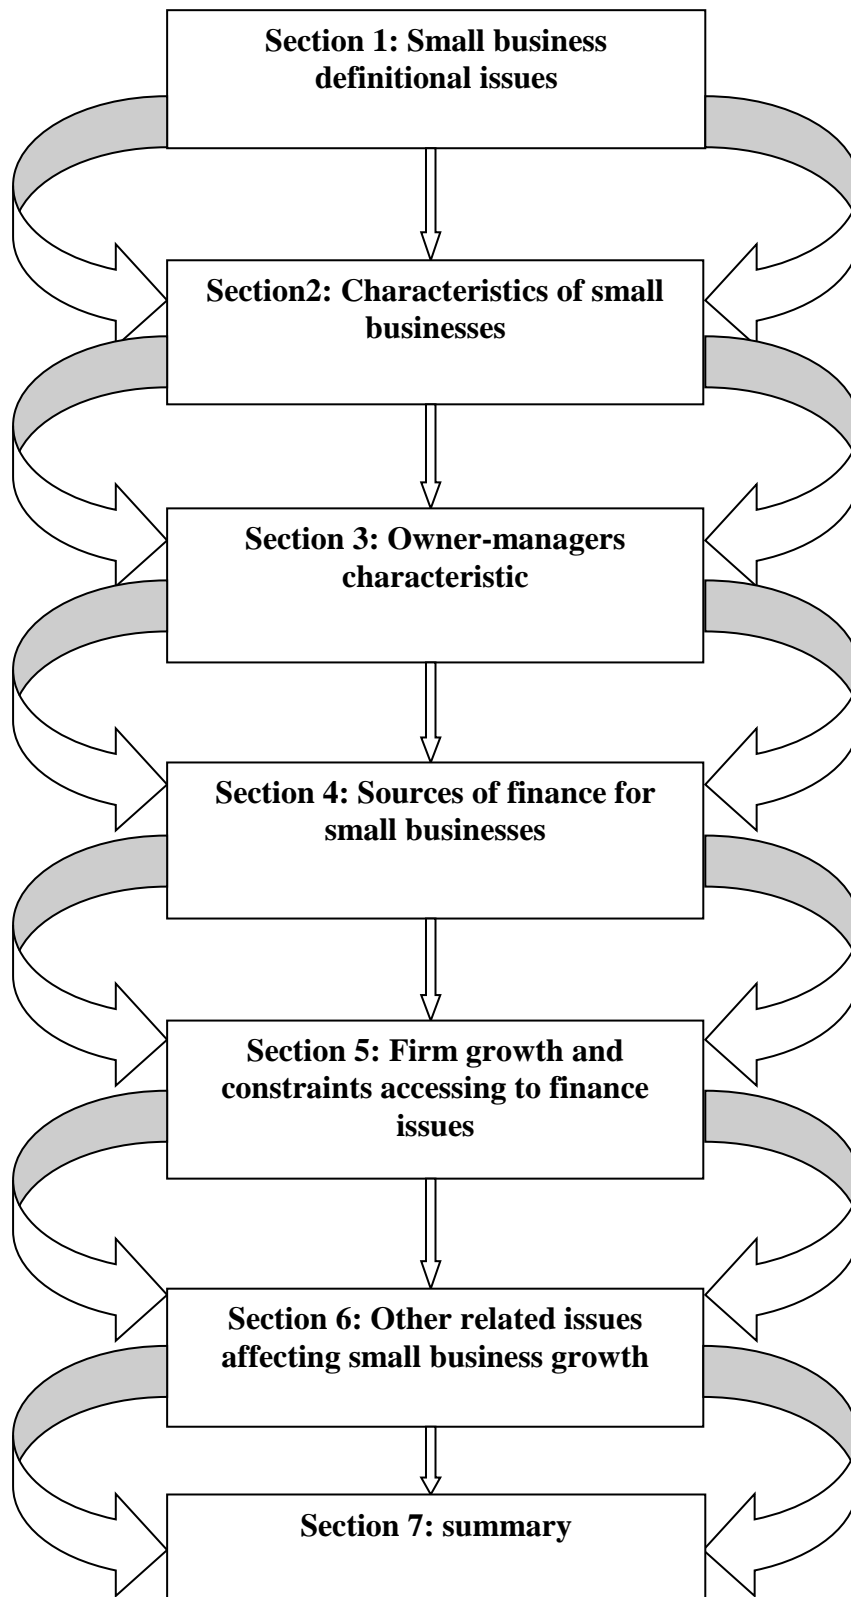 Section 1: Small business
definitional issues
Section2: Characteristics of small
businesses
Section 3: Owner-managers
characteristic
Section 4: Sources of finance for
small businesses
Section 5: Firm growth and
constraints accessing to finance
issues
Section 6: Other related issues
affecting small business growth
Section 7: summary